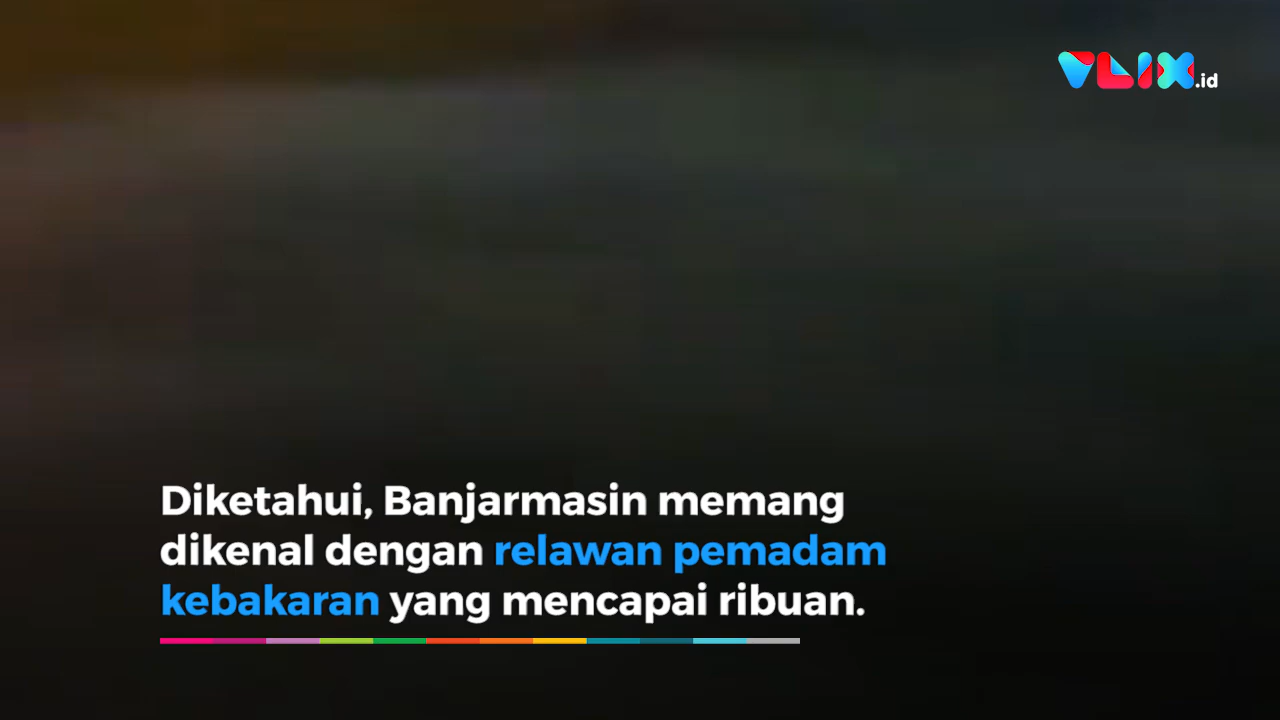 VLIX.id
Diketahui, Banjarmasin memang
dikenal dengan relawan pemadam
kebakaran yang mencapai ribuan.